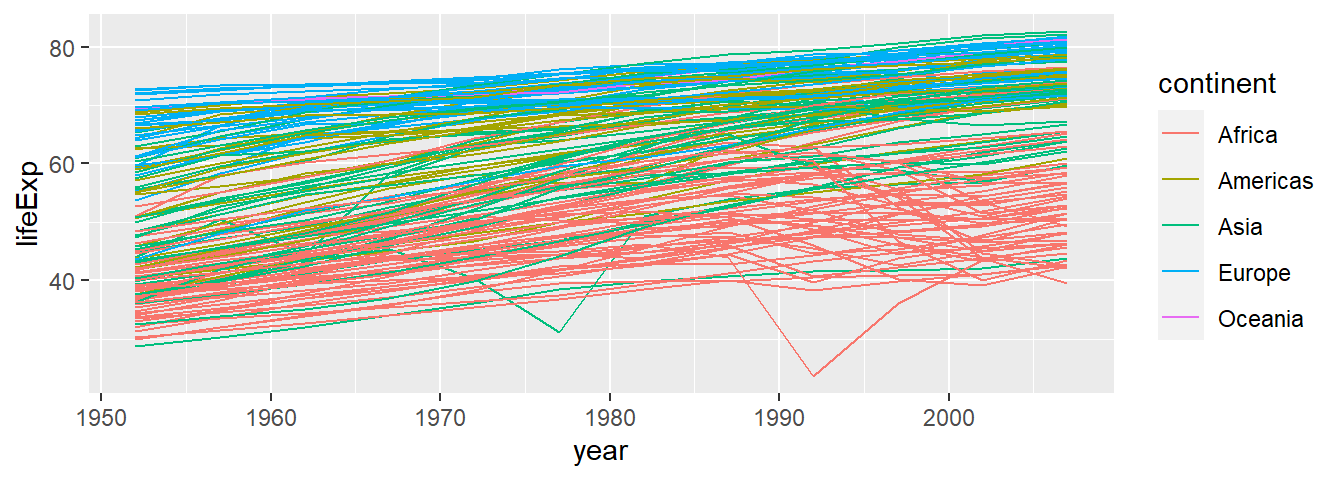 lifeExp
80
60
40
1950 1960 1970 1980 1990 2000
year
continent
Africa
Americas
Asia
Europe
Oceania